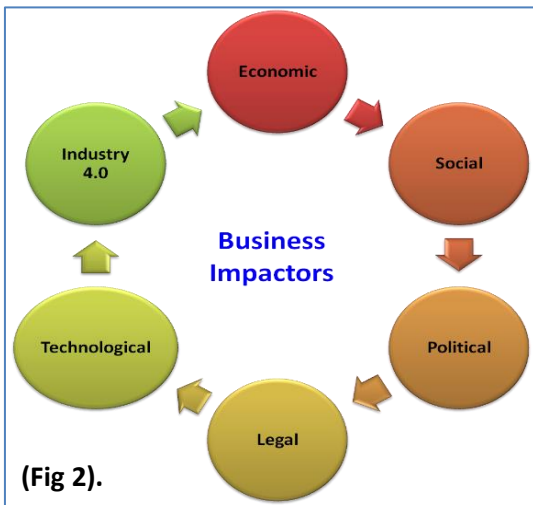 Economic
Social
Political
Legal
Technological
Industry
4.0
Business
Impactors
(Fig 2).